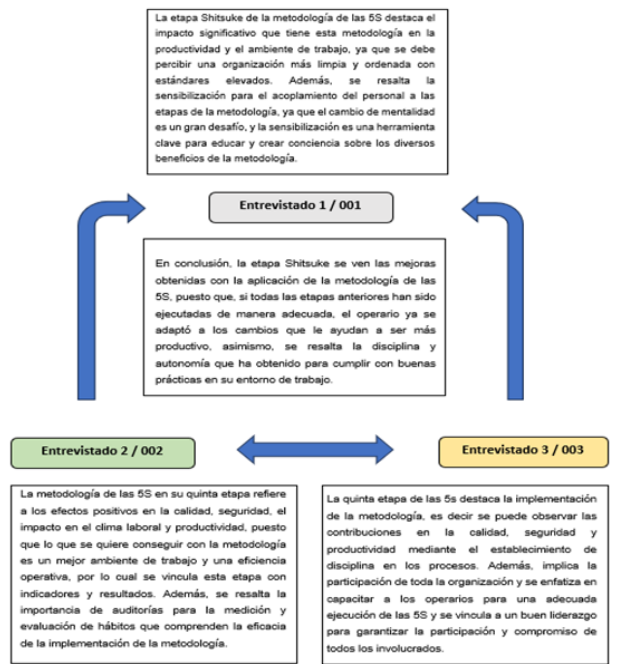 La etapa Shitsuke de la metodología de las 5S destaca el
impacto significativo que tiene esta metodología en la
productividad y el ambiente de trabajo, ya que se debe
percibir una organización más limpia y ordenada con
estándares elevados. Además, se resalta la
sensibilización para el acoplamiento del personal a las
etapas de la metodología, ya que el cambio de mentalidad
es un gran desafío, y la sensibilización es una herramienta
clave para educar y crear conciencia sobre los diversos
beneficios de la metodología.
Entrevistado 1 / 001
En conclusión, la etapa Shitsuke se ven las mejoras
obtenidas con la aplicación de la metodología de las
5S, puesto que, si todas las etapas anteriores han sido
ejecutadas de manera adecuada, el operario ya se
adaptó a los cambios que le ayudan a ser más
productivo, asimismo, se resalta la disciplina y
autonomía que ha obtenido para cumplir con buenas
prácticas en su entorno de trabajo.
Entrevistado 2 / 002
La metodología de las 5S en su quinta etapa refiere
a los efectos positivos en la calidad, seguridad, el
impacto en el clima laboral y productividad, puesto
que lo que se quiere conseguir con la metodología
es un mejor ambiente de trabajo y una eficiencia
operativa, por lo cual se vincula esta etapa con
indicadores y resultados. Además, se resalta la
importancia de auditorías para la medición y
evaluación de hábitos que comprenden la eficacia
de la implementación de la metodología.
Entrevistado 3 / 003
La quinta etapa de las 5s destaca la implementación
de la metodología, es decir se puede observar las
contribuciones en la calidad, seguridad y
productividad mediante el establecimiento de
disciplina en los procesos. Además, implica la
participación de toda la organización y se enfatiza en
capacitar a los operarios para una adecuada
ejecución de las 5S y se vincula a un buen liderazgo
para garantizar la participación y compromiso de
todos los involucrados.